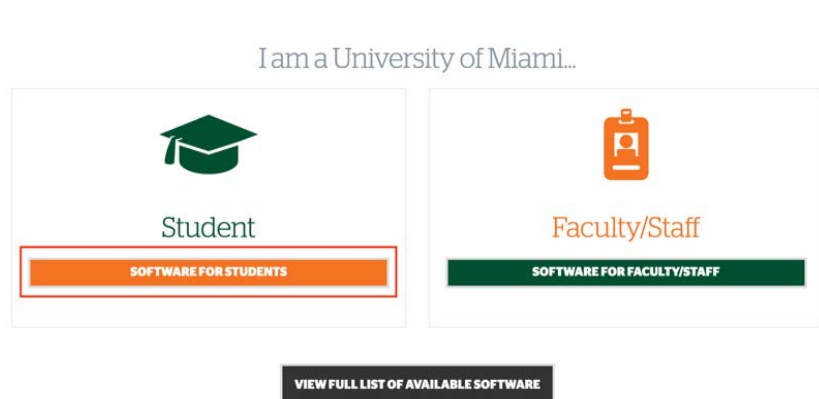 I am a University of Miami...
Student
Faculty/Staff
SOFTWARE FOR STUDENTS
SOFTWARE FOR FACULTY/STAFF
VIEW FULL LIST OF AVAILABLE SOFTWARE